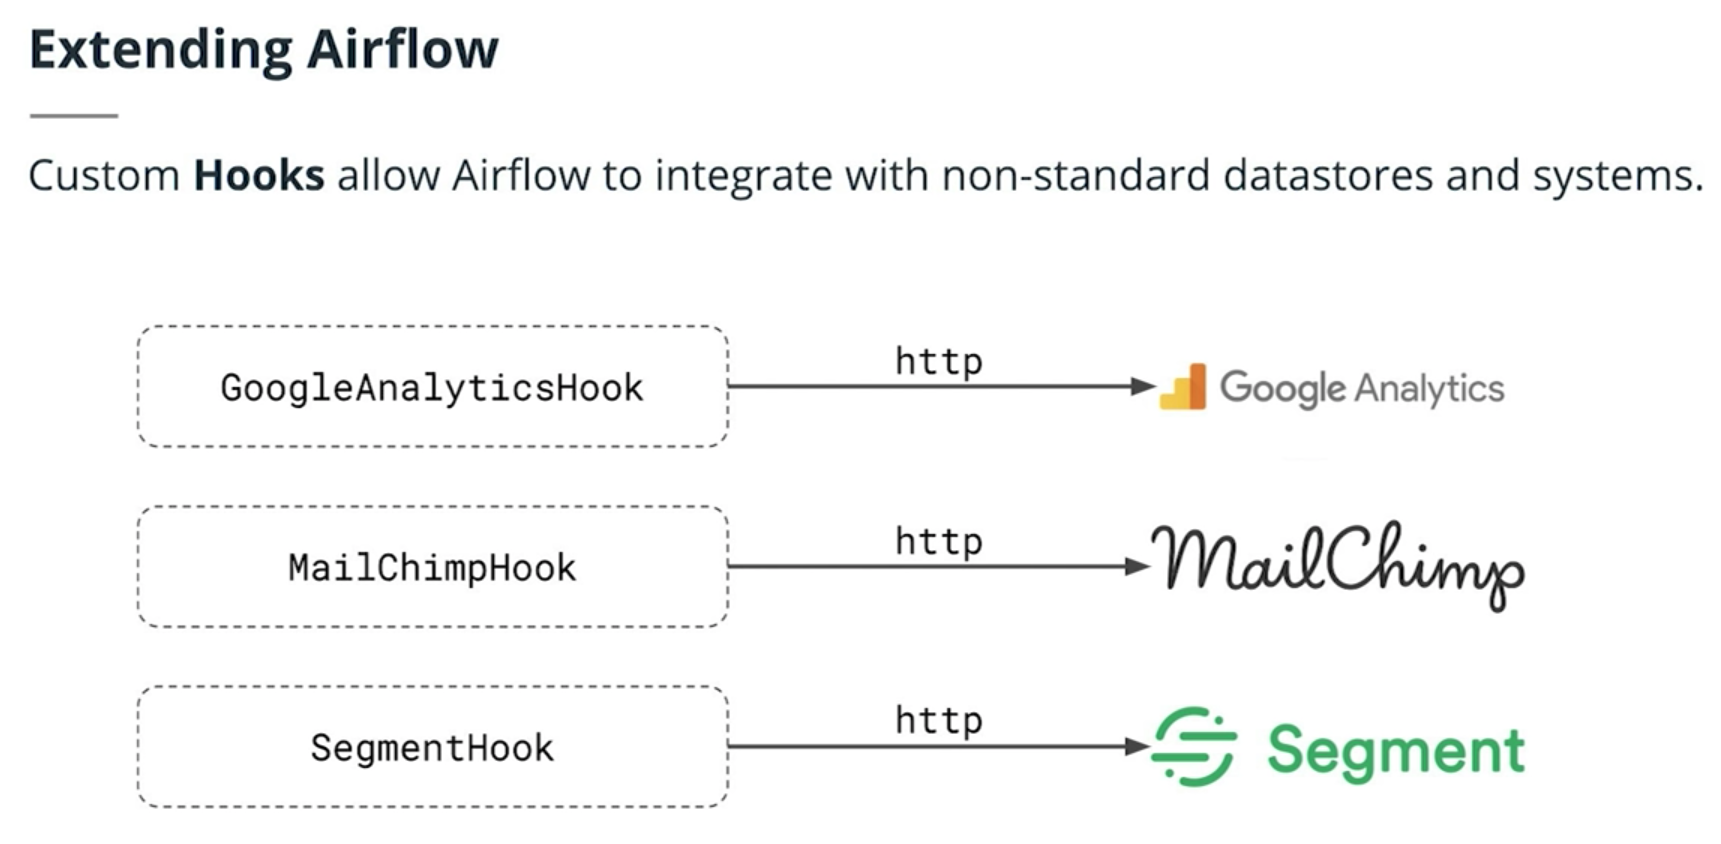 Extending Airflow
Custom Hooks allow Airflow to integrate with non-standard datastores and systems.
GoogleAnalyticsHook
http
Google Analytics
MailChimpHook
http
MailChimp
SegmentHook
http
Segment